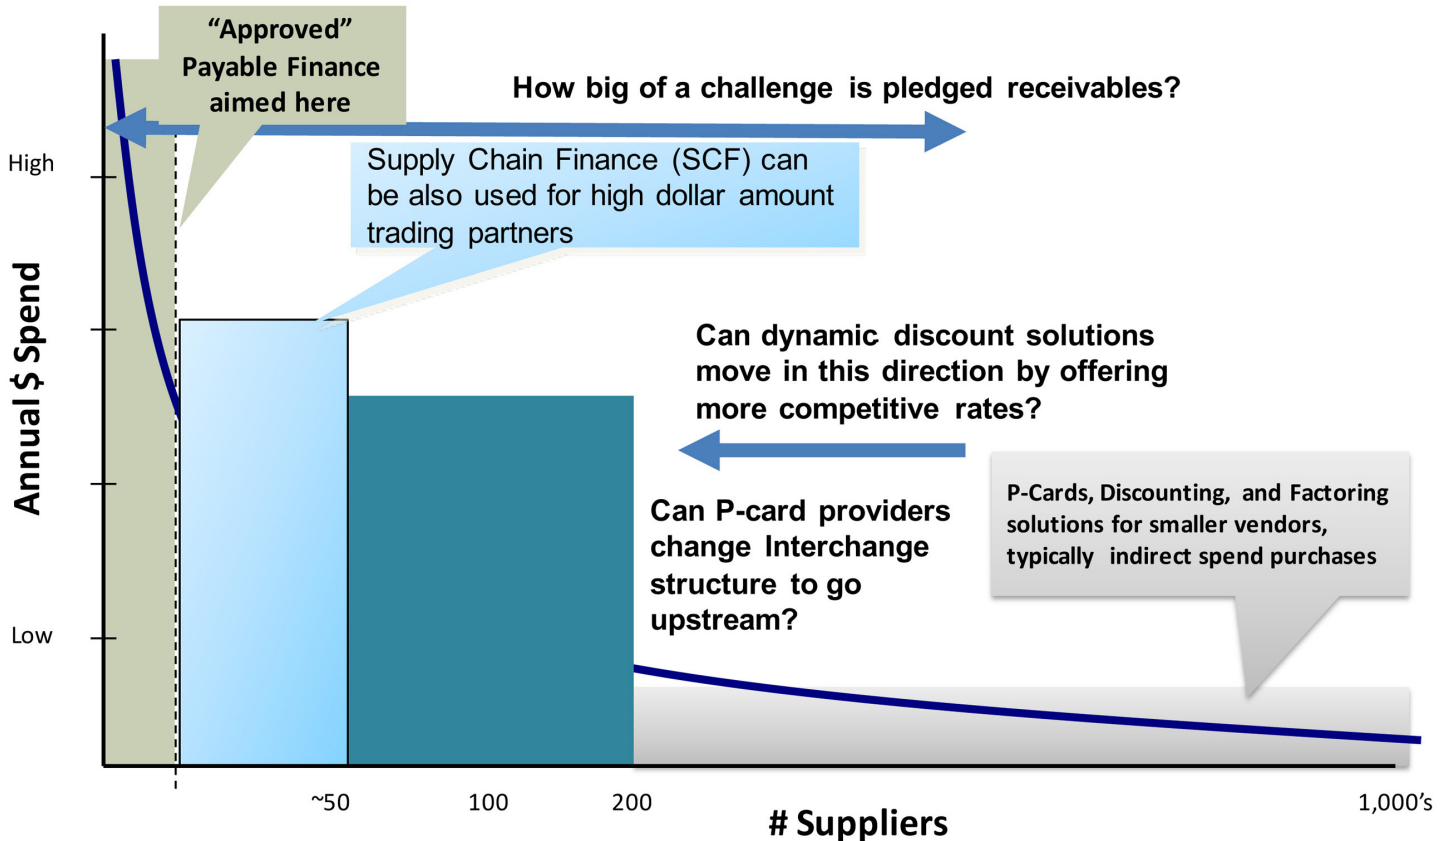 “Approved”
Payable Finance
aimed here
How big of a challenge is pledged receivables?
Supply Chain Finance (SCF) can
be also used for high dollar amount
trading partners
High
Annual $ Spend
Low
Can dynamic discount solutions
move in this direction by offering
more competitive rates?
Can P-card providers
change Interchange
structure to go
upstream?
P-Cards, Discounting, and Factoring
solutions for smaller vendors,
typically indirect spend purchases
~50
100
200
1,000’s
# Suppliers